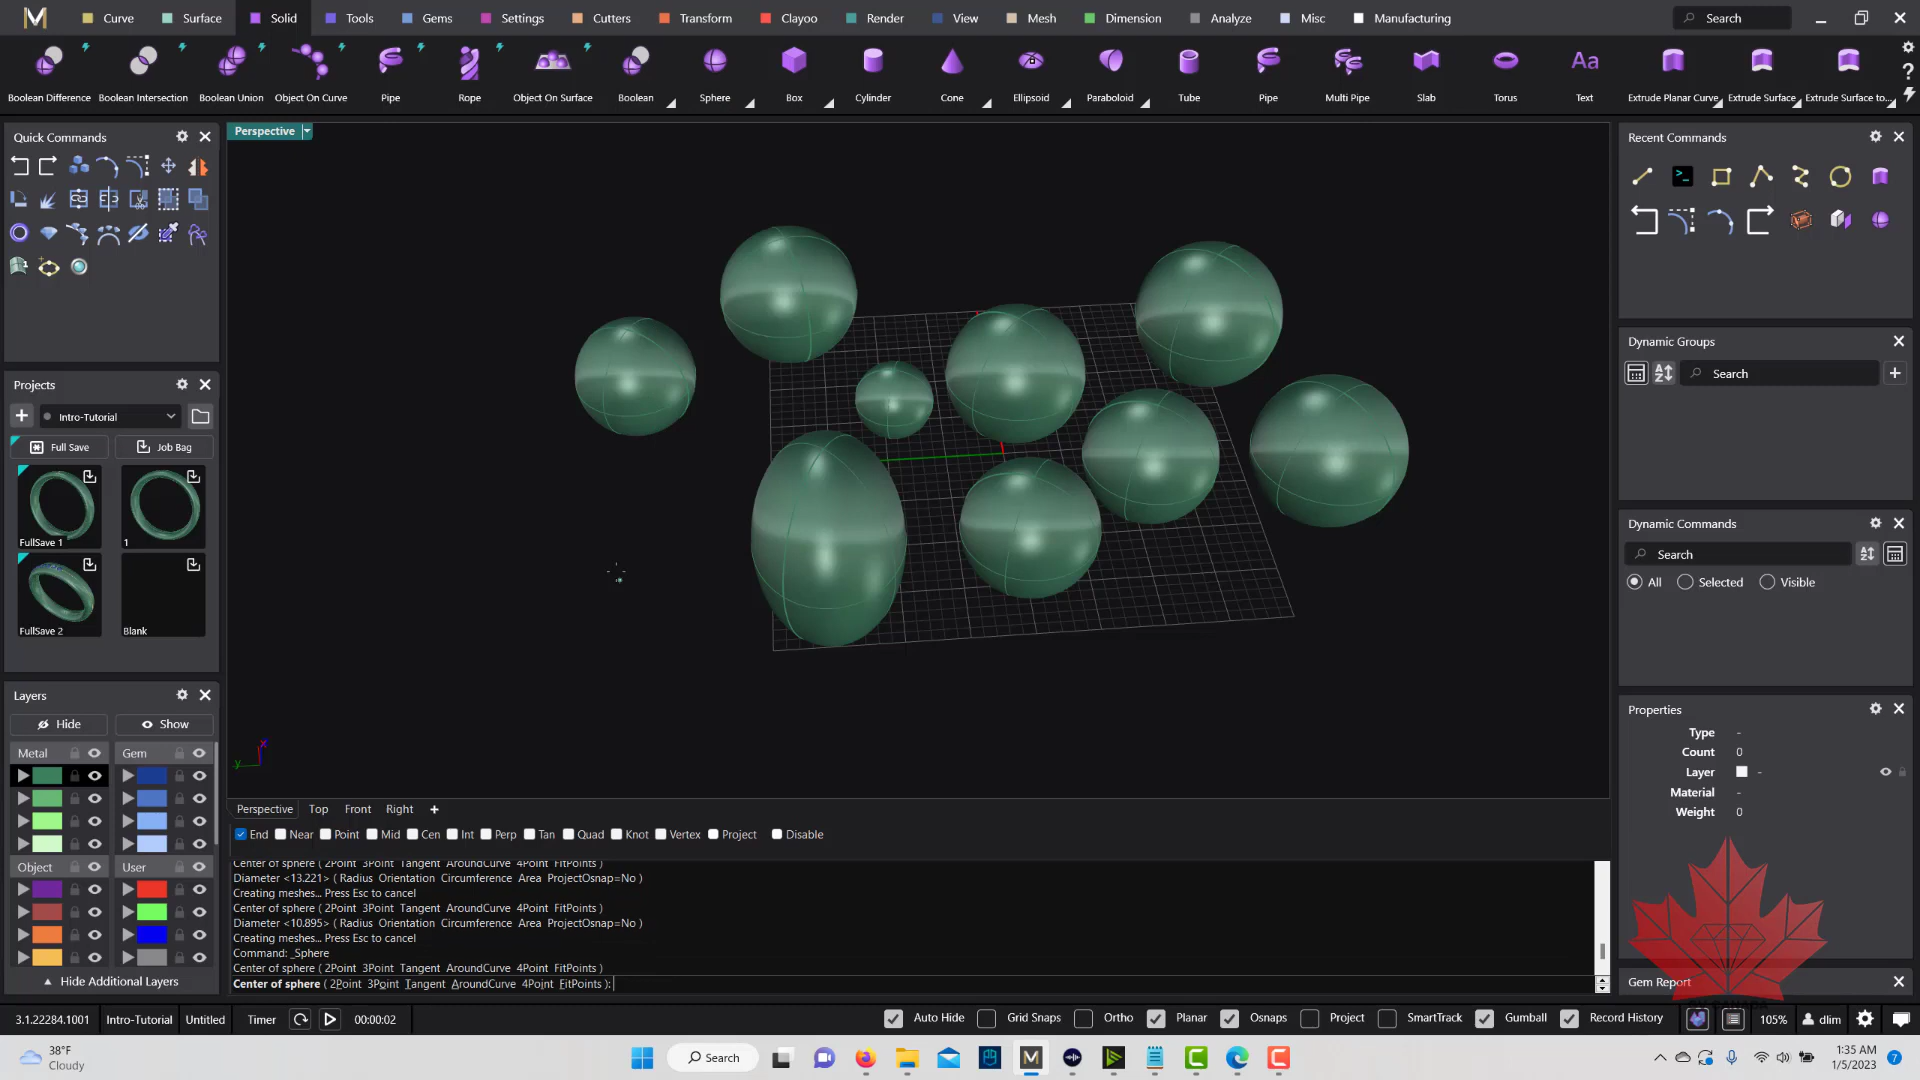 Curve Surface Solid Tools Gems Settings Cutters Transform Clayoo Render View Mesh Dimension Analyze Misc Manufacturing Search
Boolean Difference Boolean Intersection Boolean Union Object On Curve Pipe Rope Object On Surface Boolean Sphere Box Cylinder Cone Ellipsoid Paraboloid Tube Pipe Multi Pipe Slab Torus Text Extrude Planar Curve Extrude Surface Extrude Surface to...
Quick Commands
Perspective
Recent Commands
Dynamic Groups
Search
Projects
Intro-Tutorial
Full Save Job Bag
FullSave 1 1
FullSave 2 Blank
Dynamic Commands
Search
All Selected Visible
Layers
Hide Show
Metal Gem
Object User
Hide Additional Layers
Properties
Type -
Count 0
Layer -
Material -
Weight 0
Gem Report
y x
Perspective Top Front Right
End Near Point Mid Cen Int Perp Tan Quad Knot Vertex Project Disable
Center of sphere ( 2Point 3Point Tangent AroundCurve 4Point FitPoints )
Diameter <13.221> ( Radius Orientation Circumference Area ProjectOsnap=No )
Creating meshes... Press Esc to cancel
Center of sphere ( 2Point 3Point Tangent AroundCurve 4Point FitPoints )
Diameter <10.895> ( Radius Orientation Circumference Area ProjectOsnap=No )
Creating meshes... Press Esc to cancel
Command: _Sphere
Center of sphere ( 2Point 3Point Tangent AroundCurve 4Point FitPoints )
Center of sphere ( 2Point 3Point Tangent AroundCurve 4Point FitPoints ):
3.1.22284.1001 Intro-Tutorial Untitled Timer 00:00:02 Auto Hide Grid Snaps Ortho Planar Osnaps Project SmartTrack Gumball Record History 105% dlim
38°F
Cloudy
Search
1:35 AM
1/5/2023
7